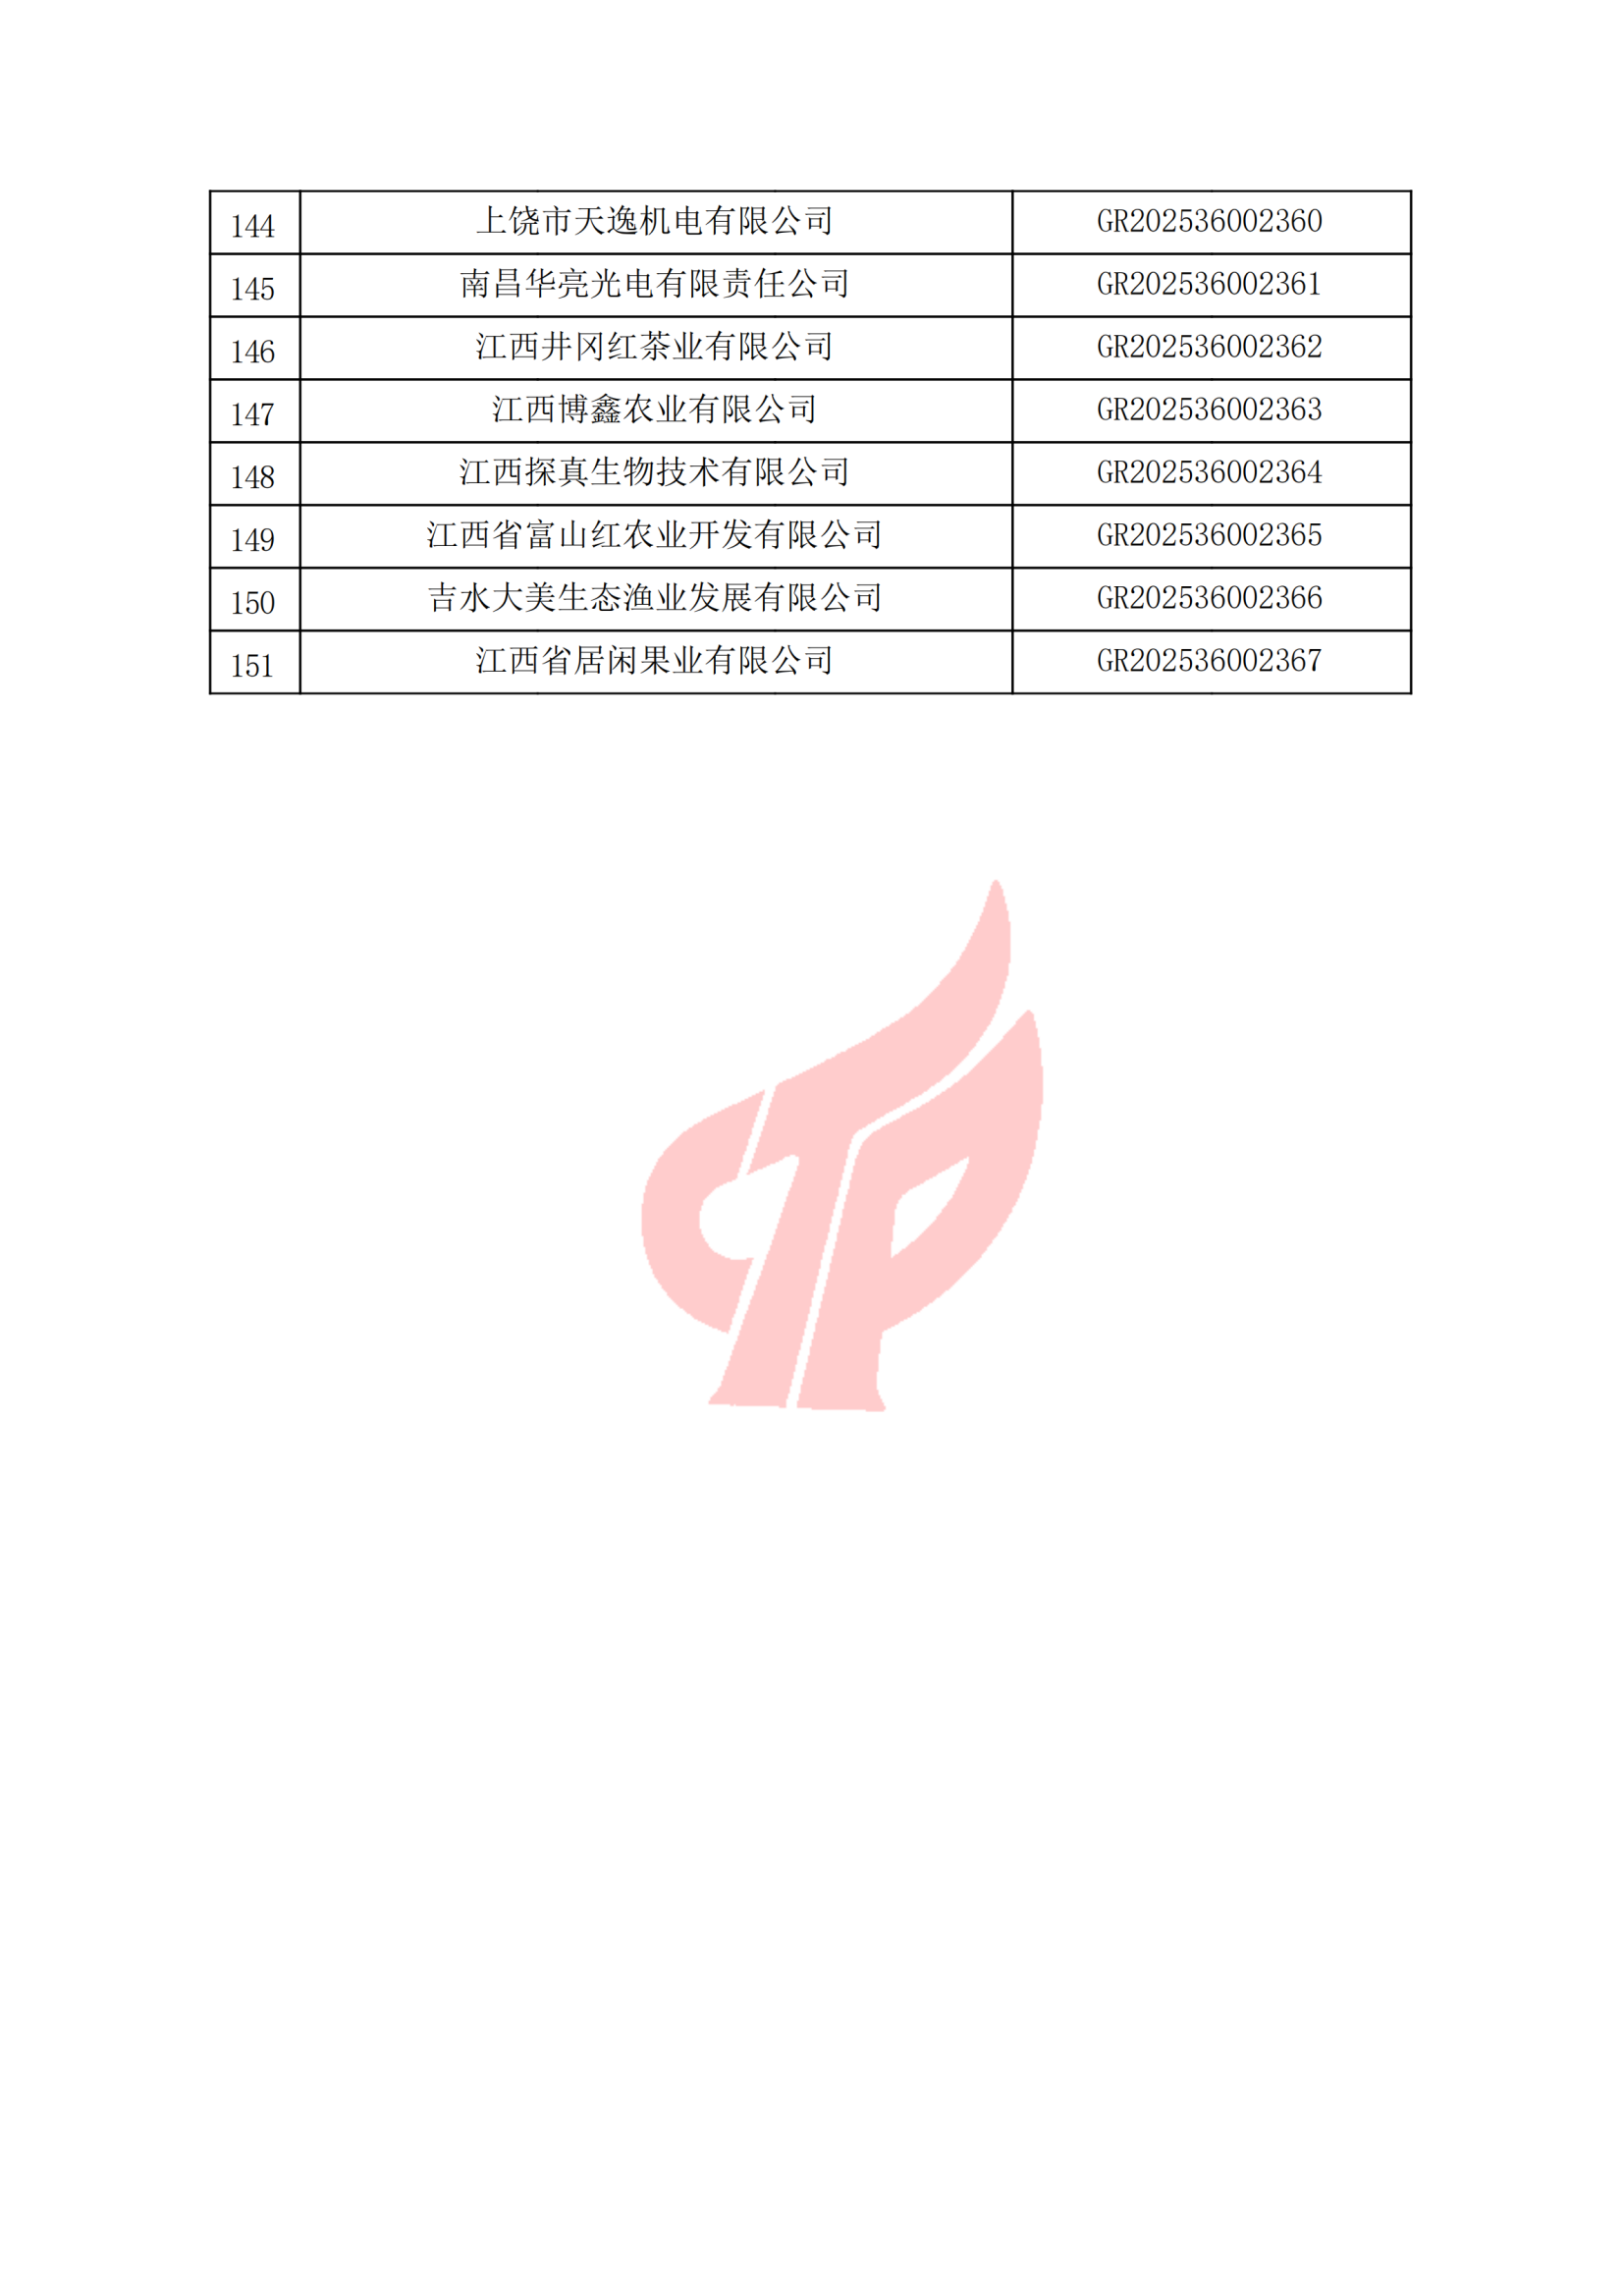 144 上饶市天逸机电有限公司 GR202536002360
145 南昌华亮光电有限责任公司 GR202536002361
146 江西井冈红茶业有限公司 GR202536002362
147 江西博鑫农业有限公司 GR202536002363
148 江西探真生物技术有限公司 GR202536002364
149 江西省富山红农业开发有限公司 GR202536002365
150 吉水大美生态渔业发展有限公司 GR202536002366
151 江西省居闲果业有限公司 GR202536002367